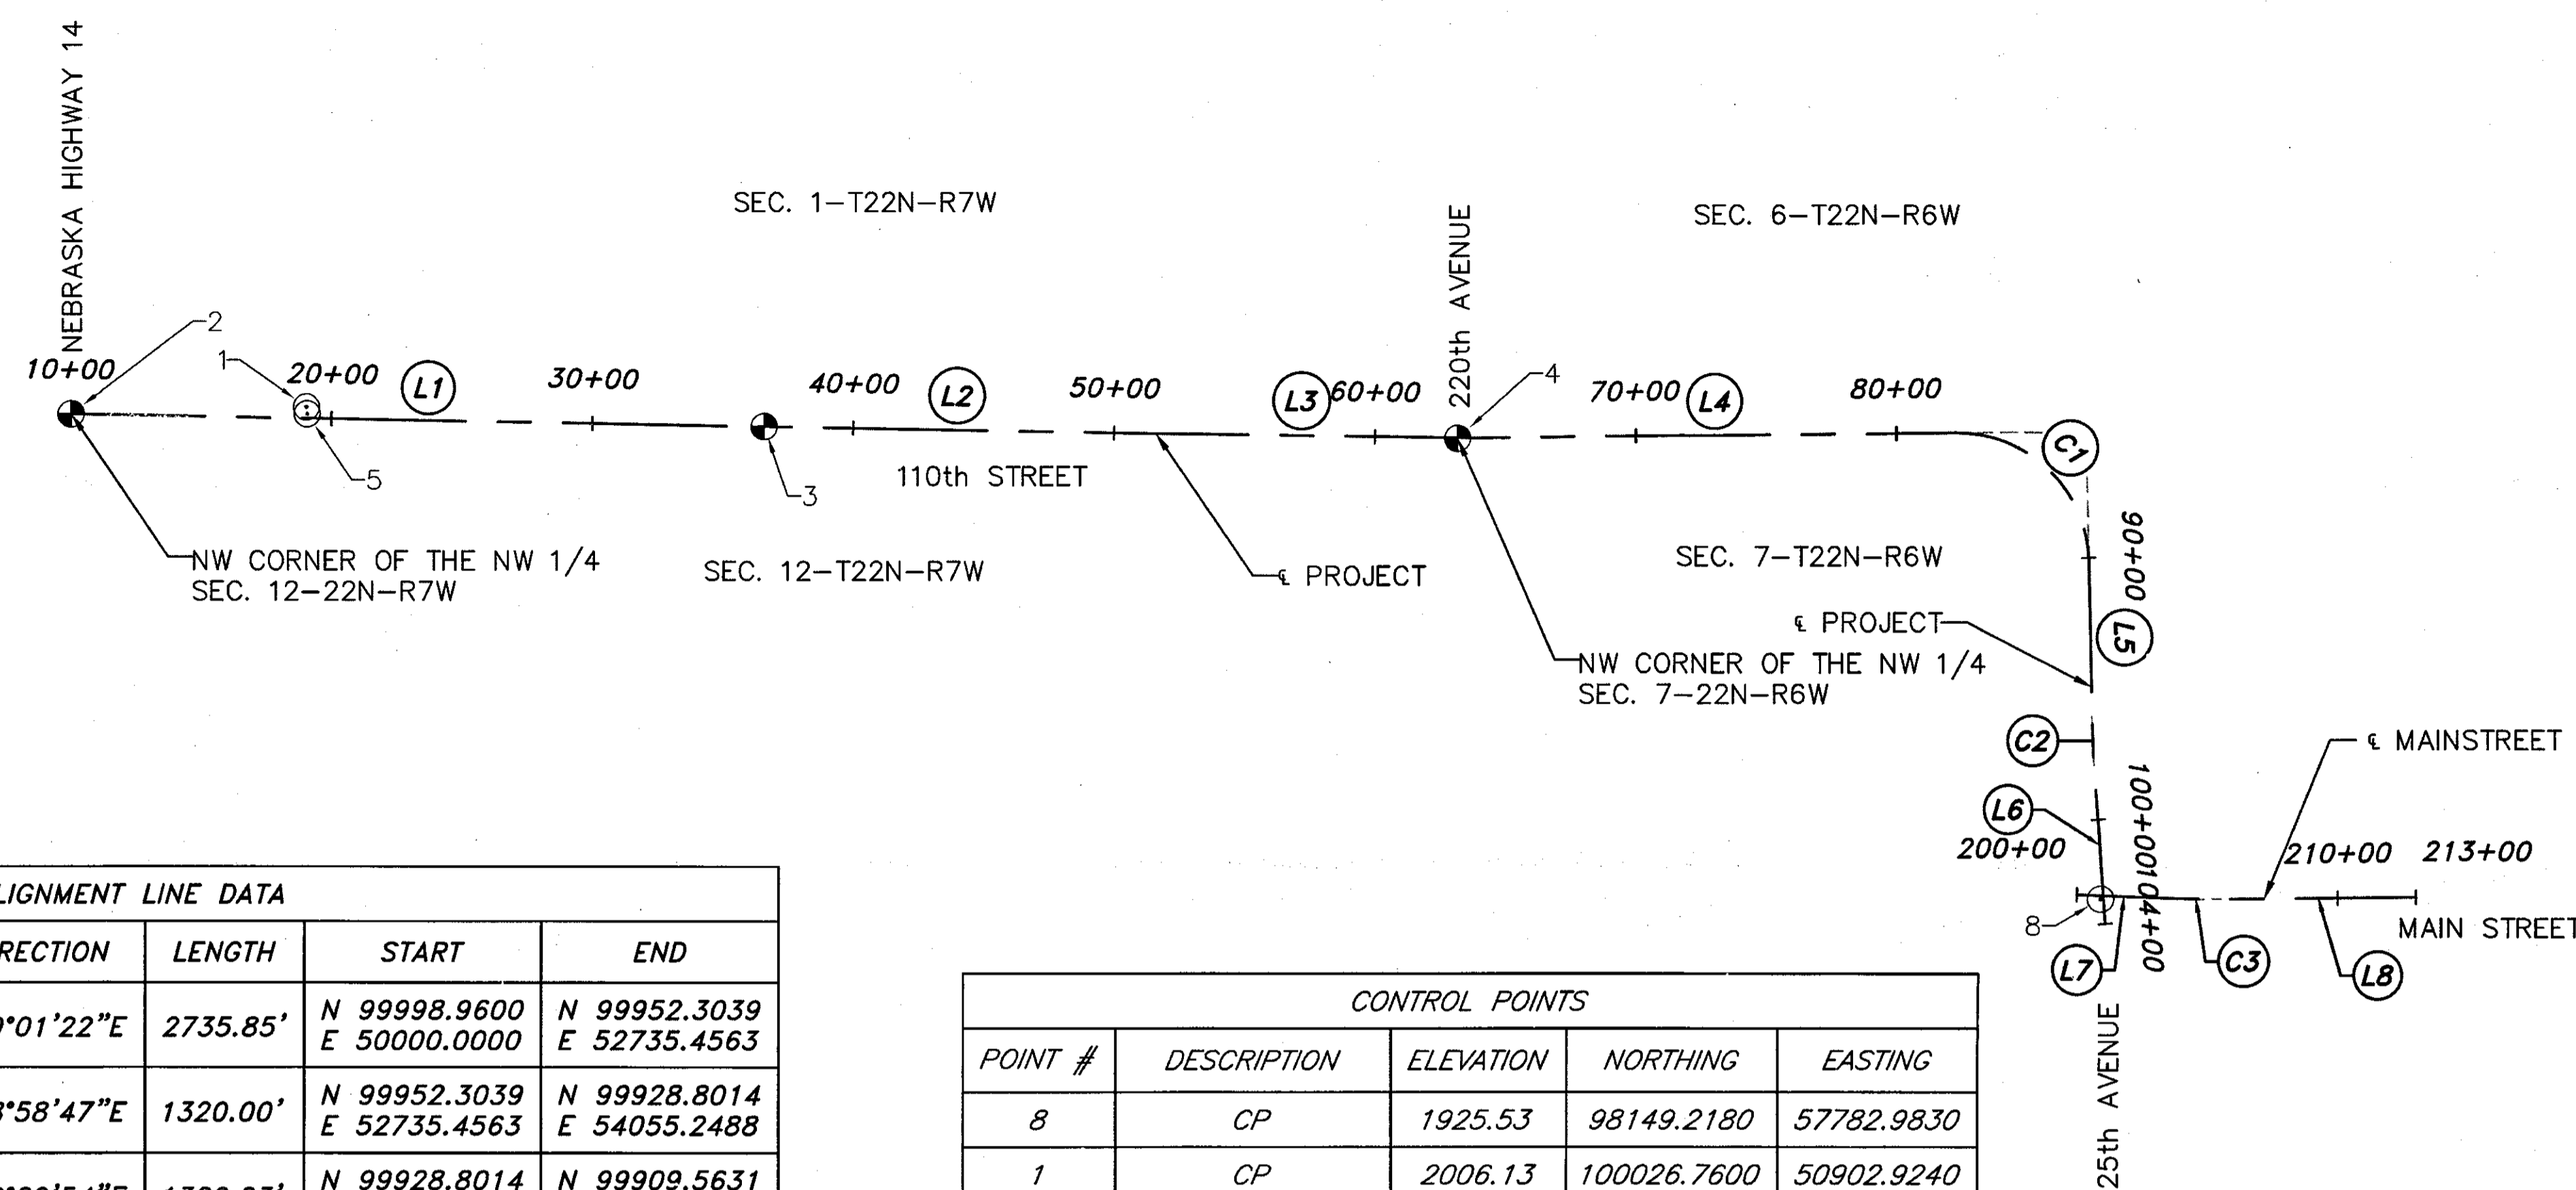 NEBRASKA HIGHWAY 14
SEC. 1-T22N-R7W
220th AVENUE
SEC. 6-T22N-R6W
2
1
4
10+00
20+00
L1
30+00
40+00
L2
50+00
L3
60+00
70+00
L4
80+00
C1
5
3
110th STREET
NW CORNER OF THE NW 1/4
SEC. 12-22N-R7W
SEC. 12-T22N-R7W
℄ PROJECT
SEC. 7-T22N-R6W
90+00
℄ PROJECT
L5
NW CORNER OF THE NW 1/4
SEC. 7-22N-R6W
C2
℄ MAINSTREET
L6
100+00
200+00
210+00
213+00
104+00
8
MAIN STREET
L7
C3
L8
25th AVENUE
LIGNMENT LINE DATA
RECTION LENGTH START END
°01'22"E 2735.85' N 99998.9600 N 99952.3039
E 50000.0000 E 52735.4563
°58'47"E 1320.00' N 99952.3039 N 99928.8014
E 52735.4563 E 54055.2488
N 99928.8014 N 99909.5631
CONTROL POINTS
POINT # DESCRIPTION ELEVATION NORTHING EASTING
8 CP 1925.53 98149.2180 57782.9830
1 CP 2006.13 100026.7600 50902.9240